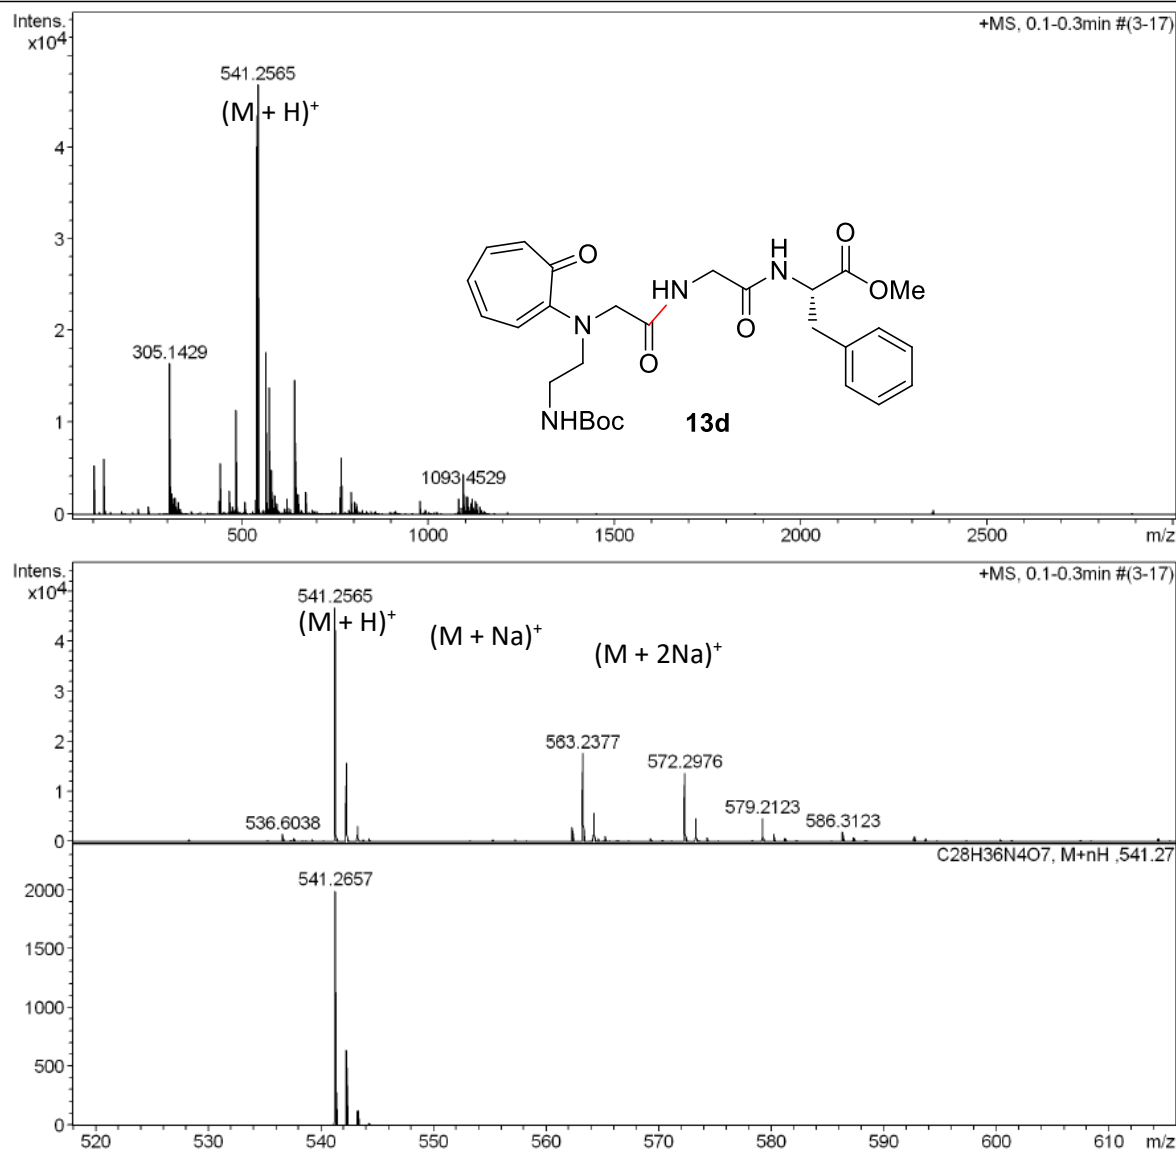 Intens.
x10⁴
+MS, 0.1-0.3min #(3-17)
541.2565
(M + H)⁺
4
3
2
1
0
305.1429
1093.4529
O
HN
O
H
N
O
O
OMe
N
NHBoc
13d
500
1000
1500
2000
2500
m/z
Intens.
x10⁴
+MS, 0.1-0.3min #(3-17)
541.2565
(M + H)⁺
(M + Na)⁺
(M + 2Na)⁺
4
3
2
1
0
536.6038
563.2377
572.2976
579.2123
586.3123
C28H36N4O7, M+nH ,541.27
541.2657
2000
1500
1000
500
0
520
530
540
550
560
570
580
590
600
610
m/z